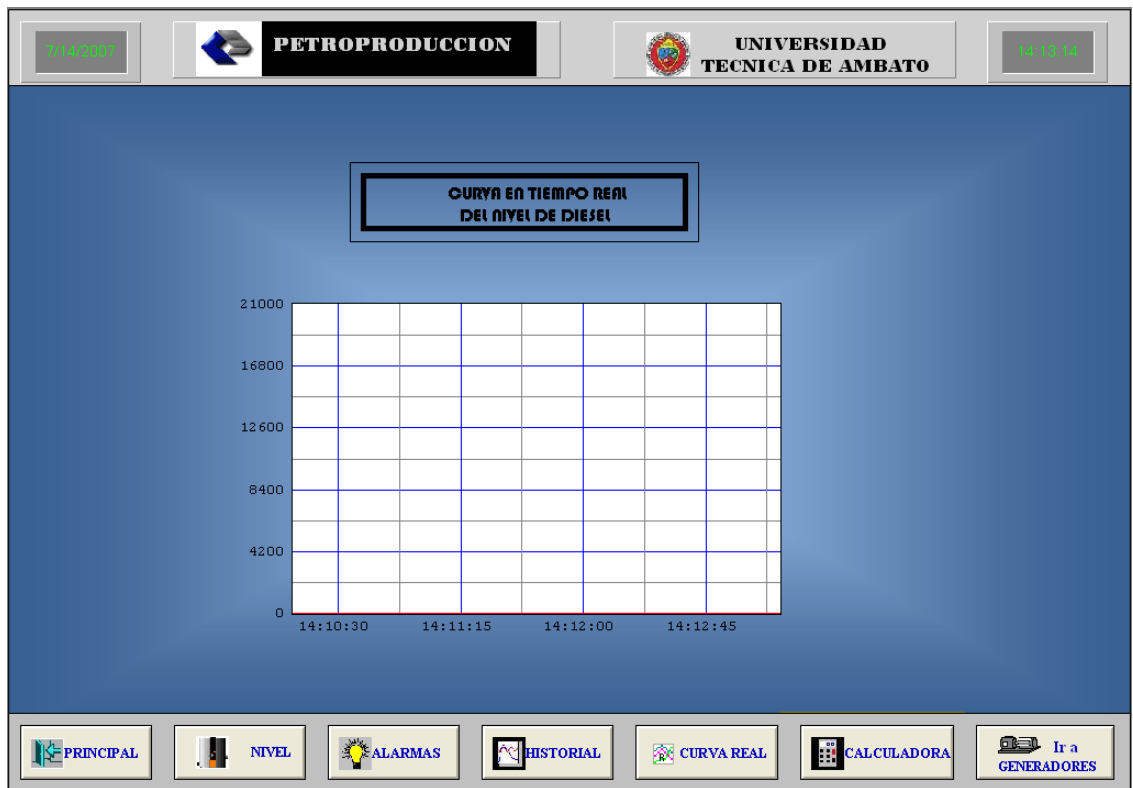 7/14/2007
PETROPRODUCCION
UNIVERSIDAD
TECNICA DE AMBATO
14:13:14
CURVA EN TIEMPO REAL
DEL NIVEL DE DIESEL
21000
16800
12600
8400
4200
0
14:10:30 14:11:15 14:12:00 14:12:45
PRINCIPAL
NIVEL
ALARMAS
HISTORIAL
CURVA REAL
CALCULADORA
Ir a
GENERADORES